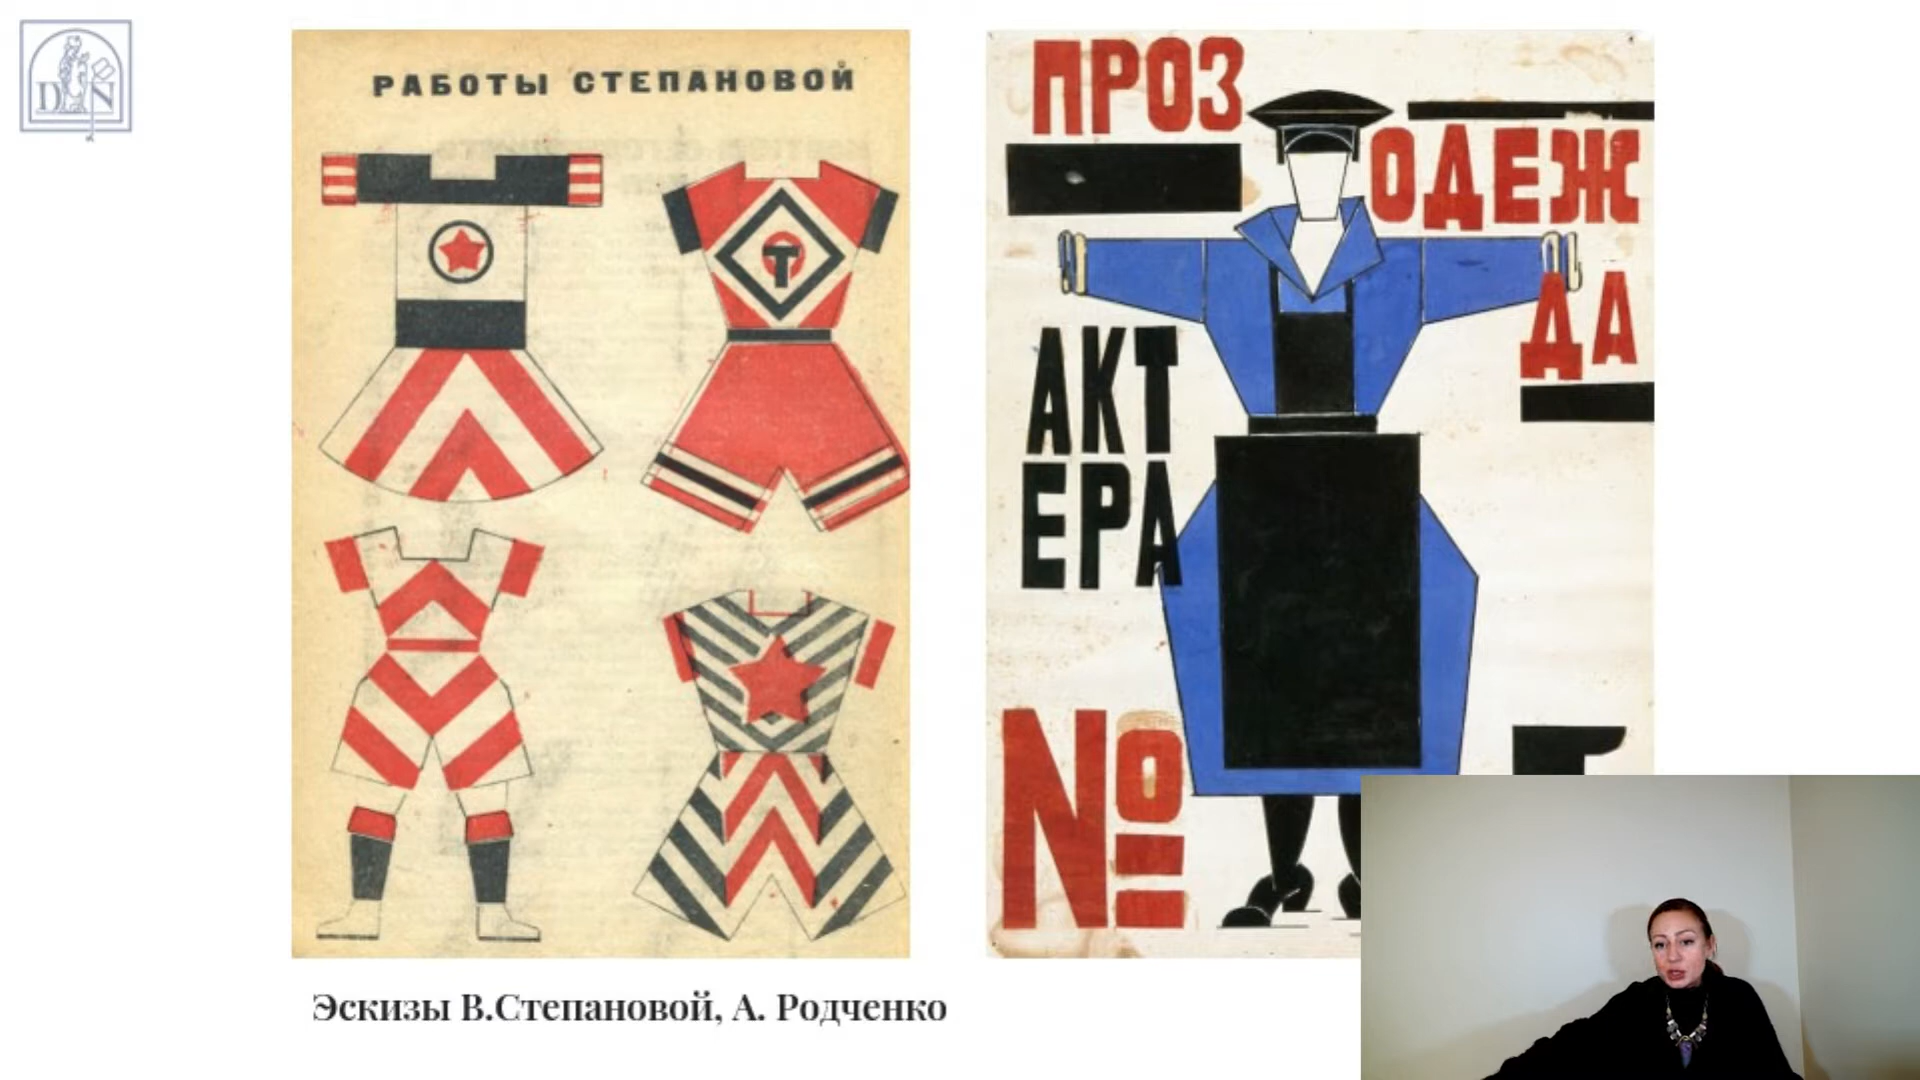 D N
РАБОТЫ СТЕПАНОВОЙ
Т
ПРОЗ
ОДЕЖ
ДА
АКТ
ЕРА
№
Эскизы В.Степановой, А. Родченко